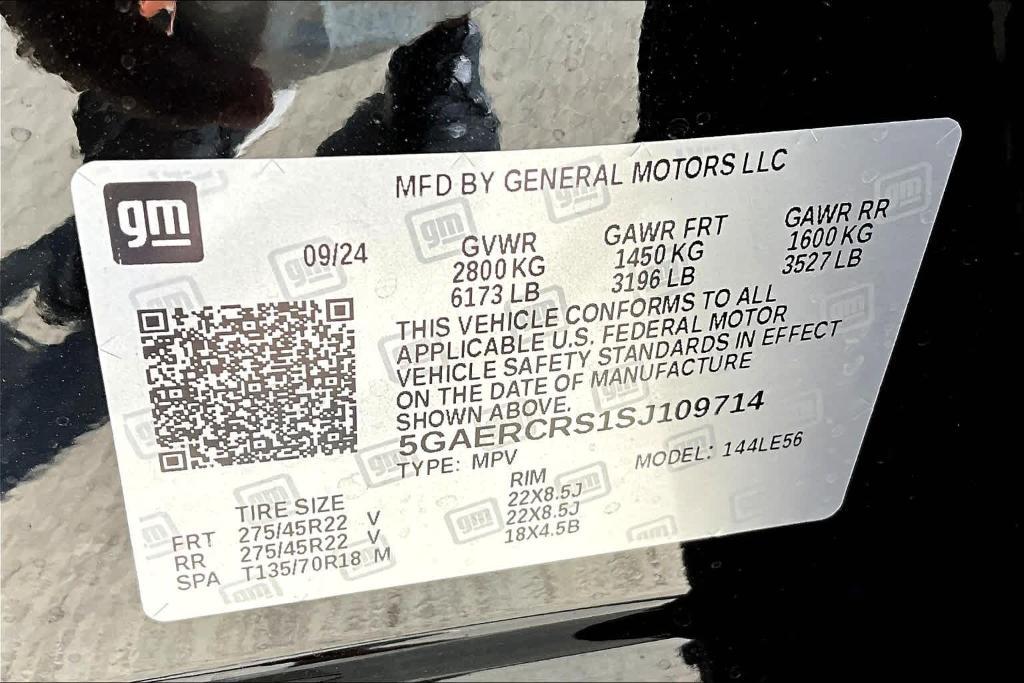 gm
MFD BY GENERAL MOTORS LLC
09/24
GVWR
2800 KG
6173 LB
GAWR FRT
1450 KG
3196 LB
GAWR RR
1600 KG
3527 LB
THIS VEHICLE CONFORMS TO ALL
APPLICABLE U.S. FEDERAL MOTOR
VEHICLE SAFETY STANDARDS IN EFFECT
ON THE DATE OF MANUFACTURE
SHOWN ABOVE.
5GAERCRS1SJ109714
TYPE: MPV MODEL: 144LE56
TIRE SIZE RIM
FRT 275/45R22 V 22X8.5J
RR 275/45R22 V 22X8.5J
SPA T135/70R18 M 18X4.5B